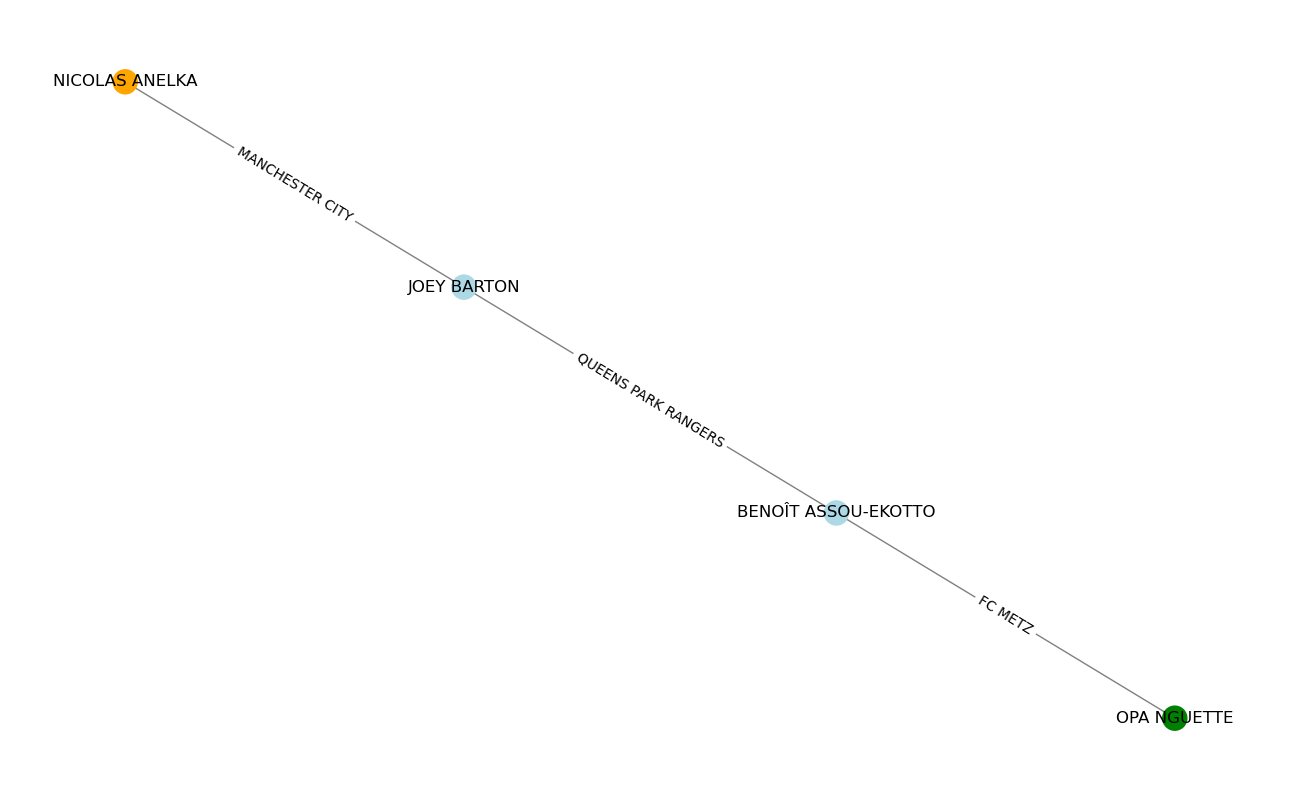 NICOLAS ANELKA
MANCHESTER CITY
JOEY BARTON
QUEENS PARK RANGERS
BENOÎT ASSOU-EKOTTO
FC METZ
OPA NGUETTE